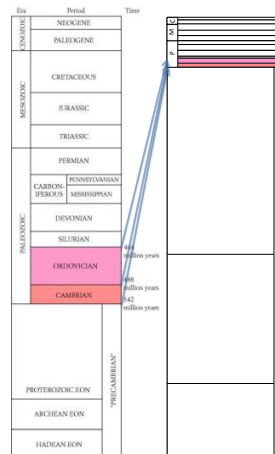 Era Period Time
CENOZOIC
NEOGENE
PALEOGENE
MESOZOIC
CRETACEOUS
JURASSIC
TRIASSIC
PALEOZOIC
PERMIAN
CARBON-
IFEROUS
PENNSYLVANIAN
MISSISSIPPIAN
DEVONIAN
SILURIAN
444
million years
ORDOVICIAN
488
million years
CAMBRIAN
542
million years
"PRECAMBRIAN"
PROTEROZOIC EON
ARCHEAN EON
HADEAN EON
C
M
P